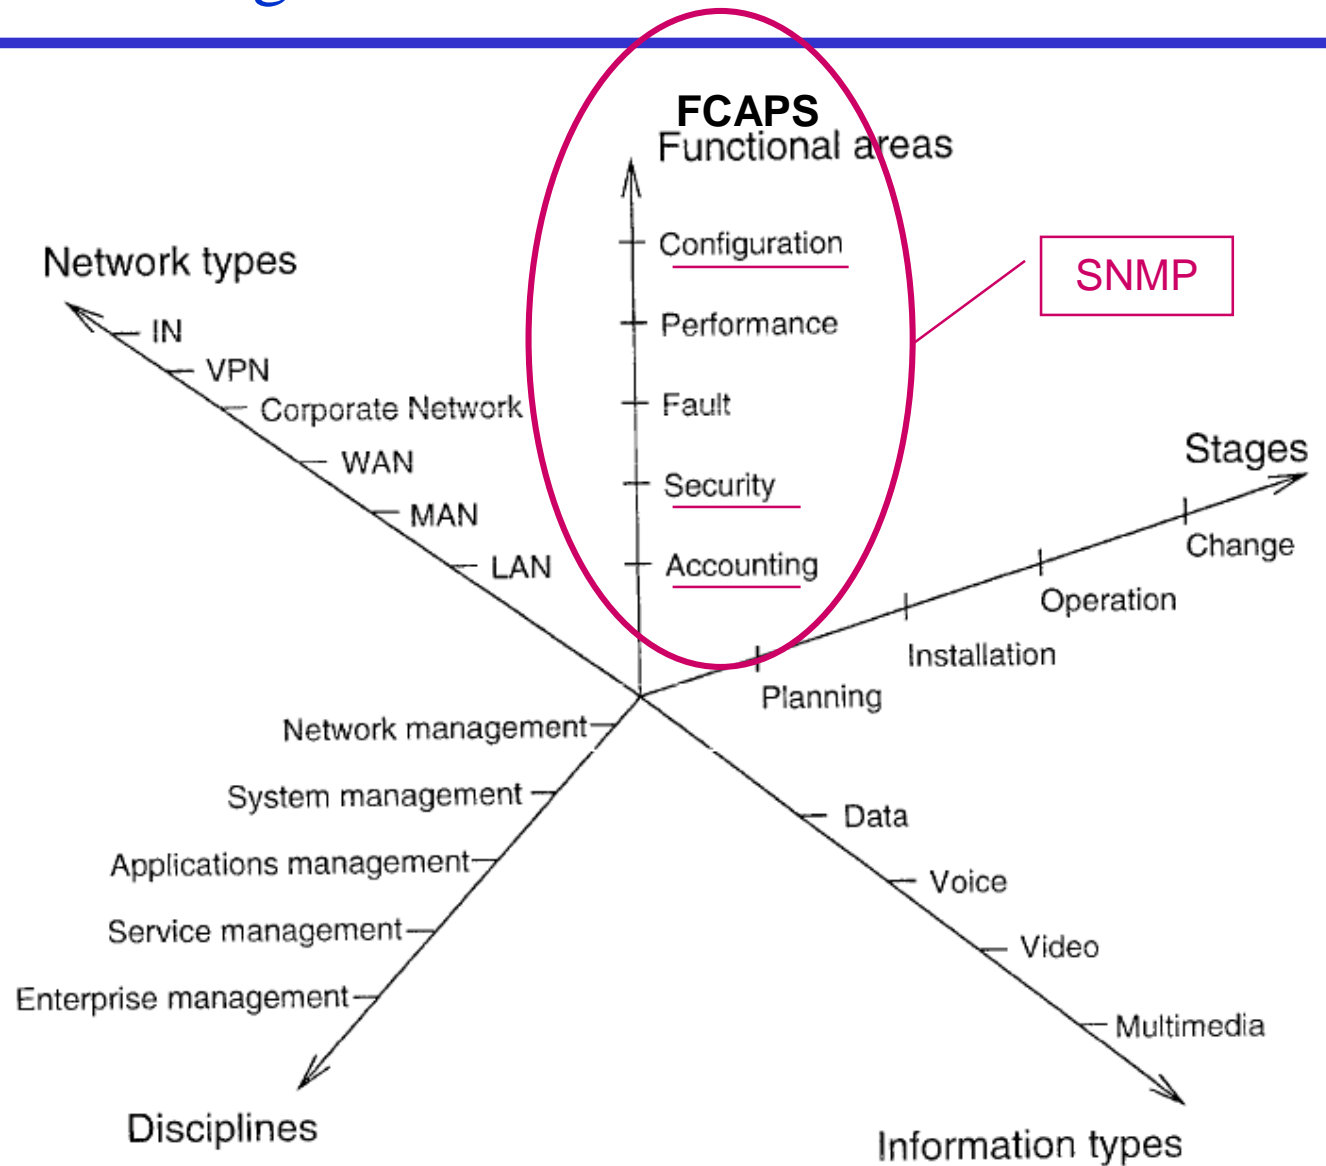 FCAPS
Functional areas
Configuration
Performance
Fault
Security
Accounting
SNMP
Network types
IN
VPN
Corporate Network
WAN
MAN
LAN
Stages
Change
Operation
Installation
Planning
Network management
System management
Applications management
Service management
Enterprise management
Disciplines
Data
Voice
Video
Multimedia
Information types